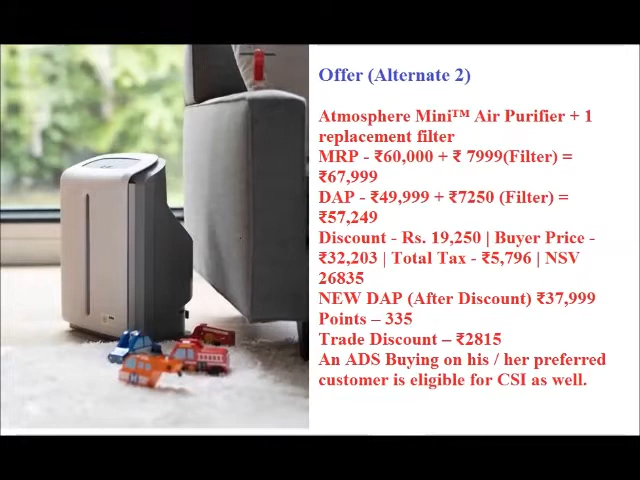 Offer (Alternate 2)
Atmosphere Mini™ Air Purifier + 1
replacement filter
MRP - ₹60,000 + ₹ 7999(Filter) =
₹67,999
DAP - ₹49,999 + ₹7250 (Filter) =
₹57,249
Discount - Rs. 19,250 | Buyer Price -
₹32,203 | Total Tax - ₹5,796 | NSV
26835
NEW DAP (After Discount) ₹37,999
Points – 335
Trade Discount – ₹2815
An ADS Buying on his / her preferred
customer is eligible for CSI as well.